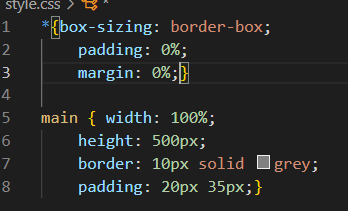 style.css > *
1 *{box-sizing: border-box;
2 padding: 0%;
3 margin: 0%;}
4
5 main { width: 100%;
6 height: 500px;
7 border: 10px solid grey;
8 padding: 20px 35px;}